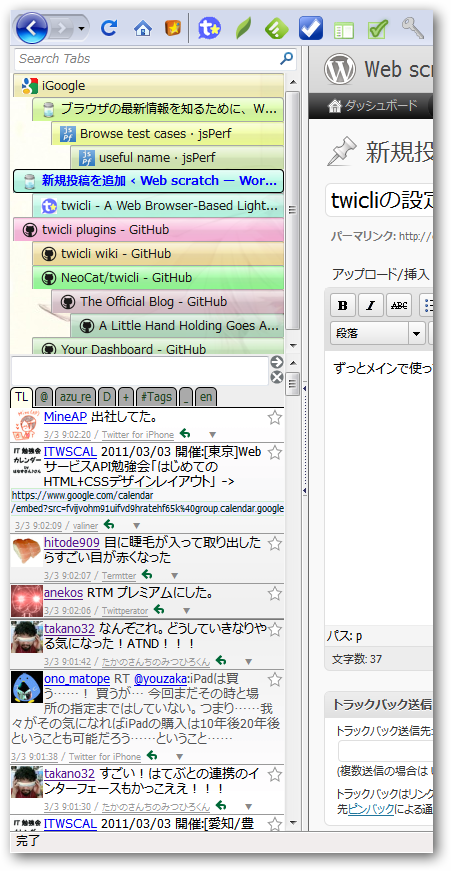 Search Tabs
iGoogle
ブラウザの最新情報を知るために、W...
Browse test cases · jsPerf
useful name · jsPerf
新規投稿を追加 ‹ Web scratch — Wor...
twicli - A Web Browser-Based Light...
twicli plugins - GitHub
twicli wiki - GitHub
NeoCat/twicli - GitHub
The Official Blog - GitHub
A Little Hand Holding Goes A...
Your Dashboard - GitHub
TL @ azu_re D + #Tags _ en
MineAP 出社してた。
3/3 9:02:20 / Twitter for iPhone
ITWSCAL 2011/03/03 開催:[東京]Web
サービスAPI勉強会「はじめての
HTML+CSSデザインレイアウト」 ->
https://www.google.com/calendar
/embed?src=fvijvohm91uifvd9hratehf65k%40group.calendar.google
3/3 9:02:09 / valiner
hitode909 目に睫毛が入って取り出した
らすごい目が赤くなった
3/3 9:02:07 / Termtter
anekos RTM プレミアムにした。
3/3 9:02:06 / Twittperator
takano32 なんぞこれ。どうしていきなりや
る気になった！ATND！！！
3/3 9:01:42 / たかのさんちのみつひろくん
ono_matope RT @youzaka:iPadは買
う……！ 買うが… 今回まだその時と場
所の指定まではしていない。つまり……我
々がその気になればiPadの購入は10年後20年後
ということも可能だろう……ということ……
3/3 9:01:38 / Twitter for iPhone
takano32 すごい！はてぶとの連携のイ
ンターフェースもかっこええ！！！
3/3 9:01:30 / たかのさんちのみつひろくん
ITWSCAL 2011/03/03 開催:[愛知/豊
完了
Web scr
ダッシュボード
新規投
twicliの設定
パーマリンク: http://
アップロード/挿入
B I ABC
段落
ずっとメインで使っ
パス: p
文字数: 37
トラックバック送信
トラックバック送信先:
(複数送信の場合は
トラックバックはリンク
先ピンバックによる通